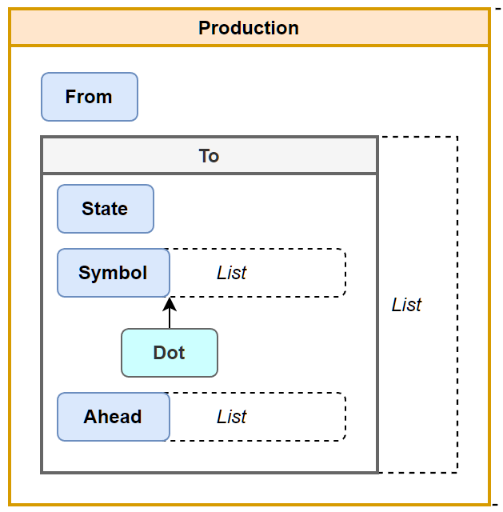 Production
From
To
State
Symbol
List
List
Dot
Ahead
List